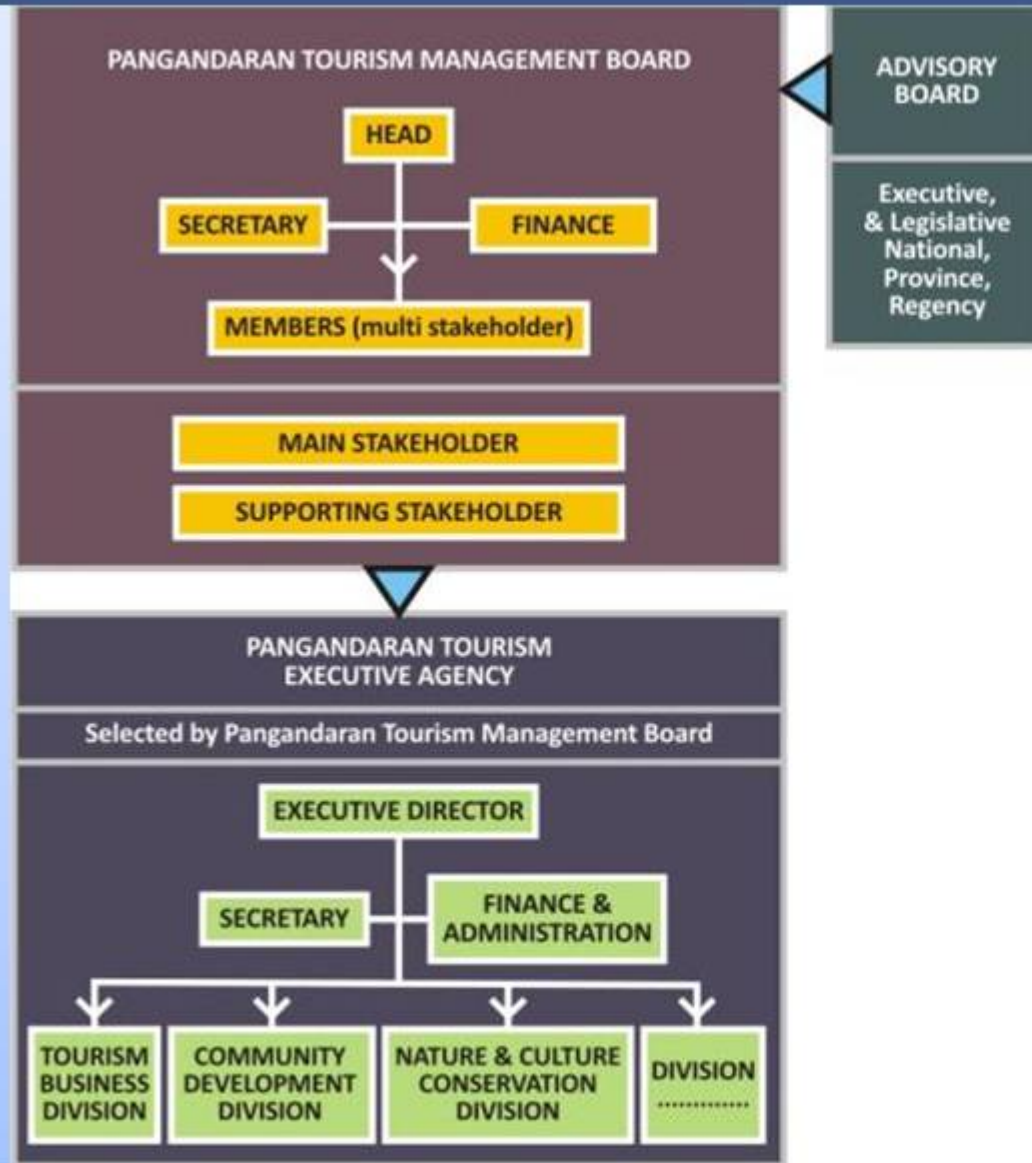 PANGANDARAN TOURISM MANAGEMENT BOARD
HEAD
SECRETARY
FINANCE
MEMBERS (multi stakeholder)
MAIN STAKEHOLDER
SUPPORTING STAKEHOLDER
ADVISORY
BOARD
Executive,
& Legislative
National,
Province,
Regency
PANGANDARAN TOURISM
EXECUTIVE AGENCY
Selected by Pangandaran Tourism Management Board
EXECUTIVE DIRECTOR
SECRETARY
FINANCE &
ADMINISTRATION
TOURISM
BUSINESS
DIVISION
COMMUNITY
DEVELOPMENT
DIVISION
NATURE & CULTURE
CONSERVATION
DIVISION
DIVISION
.............